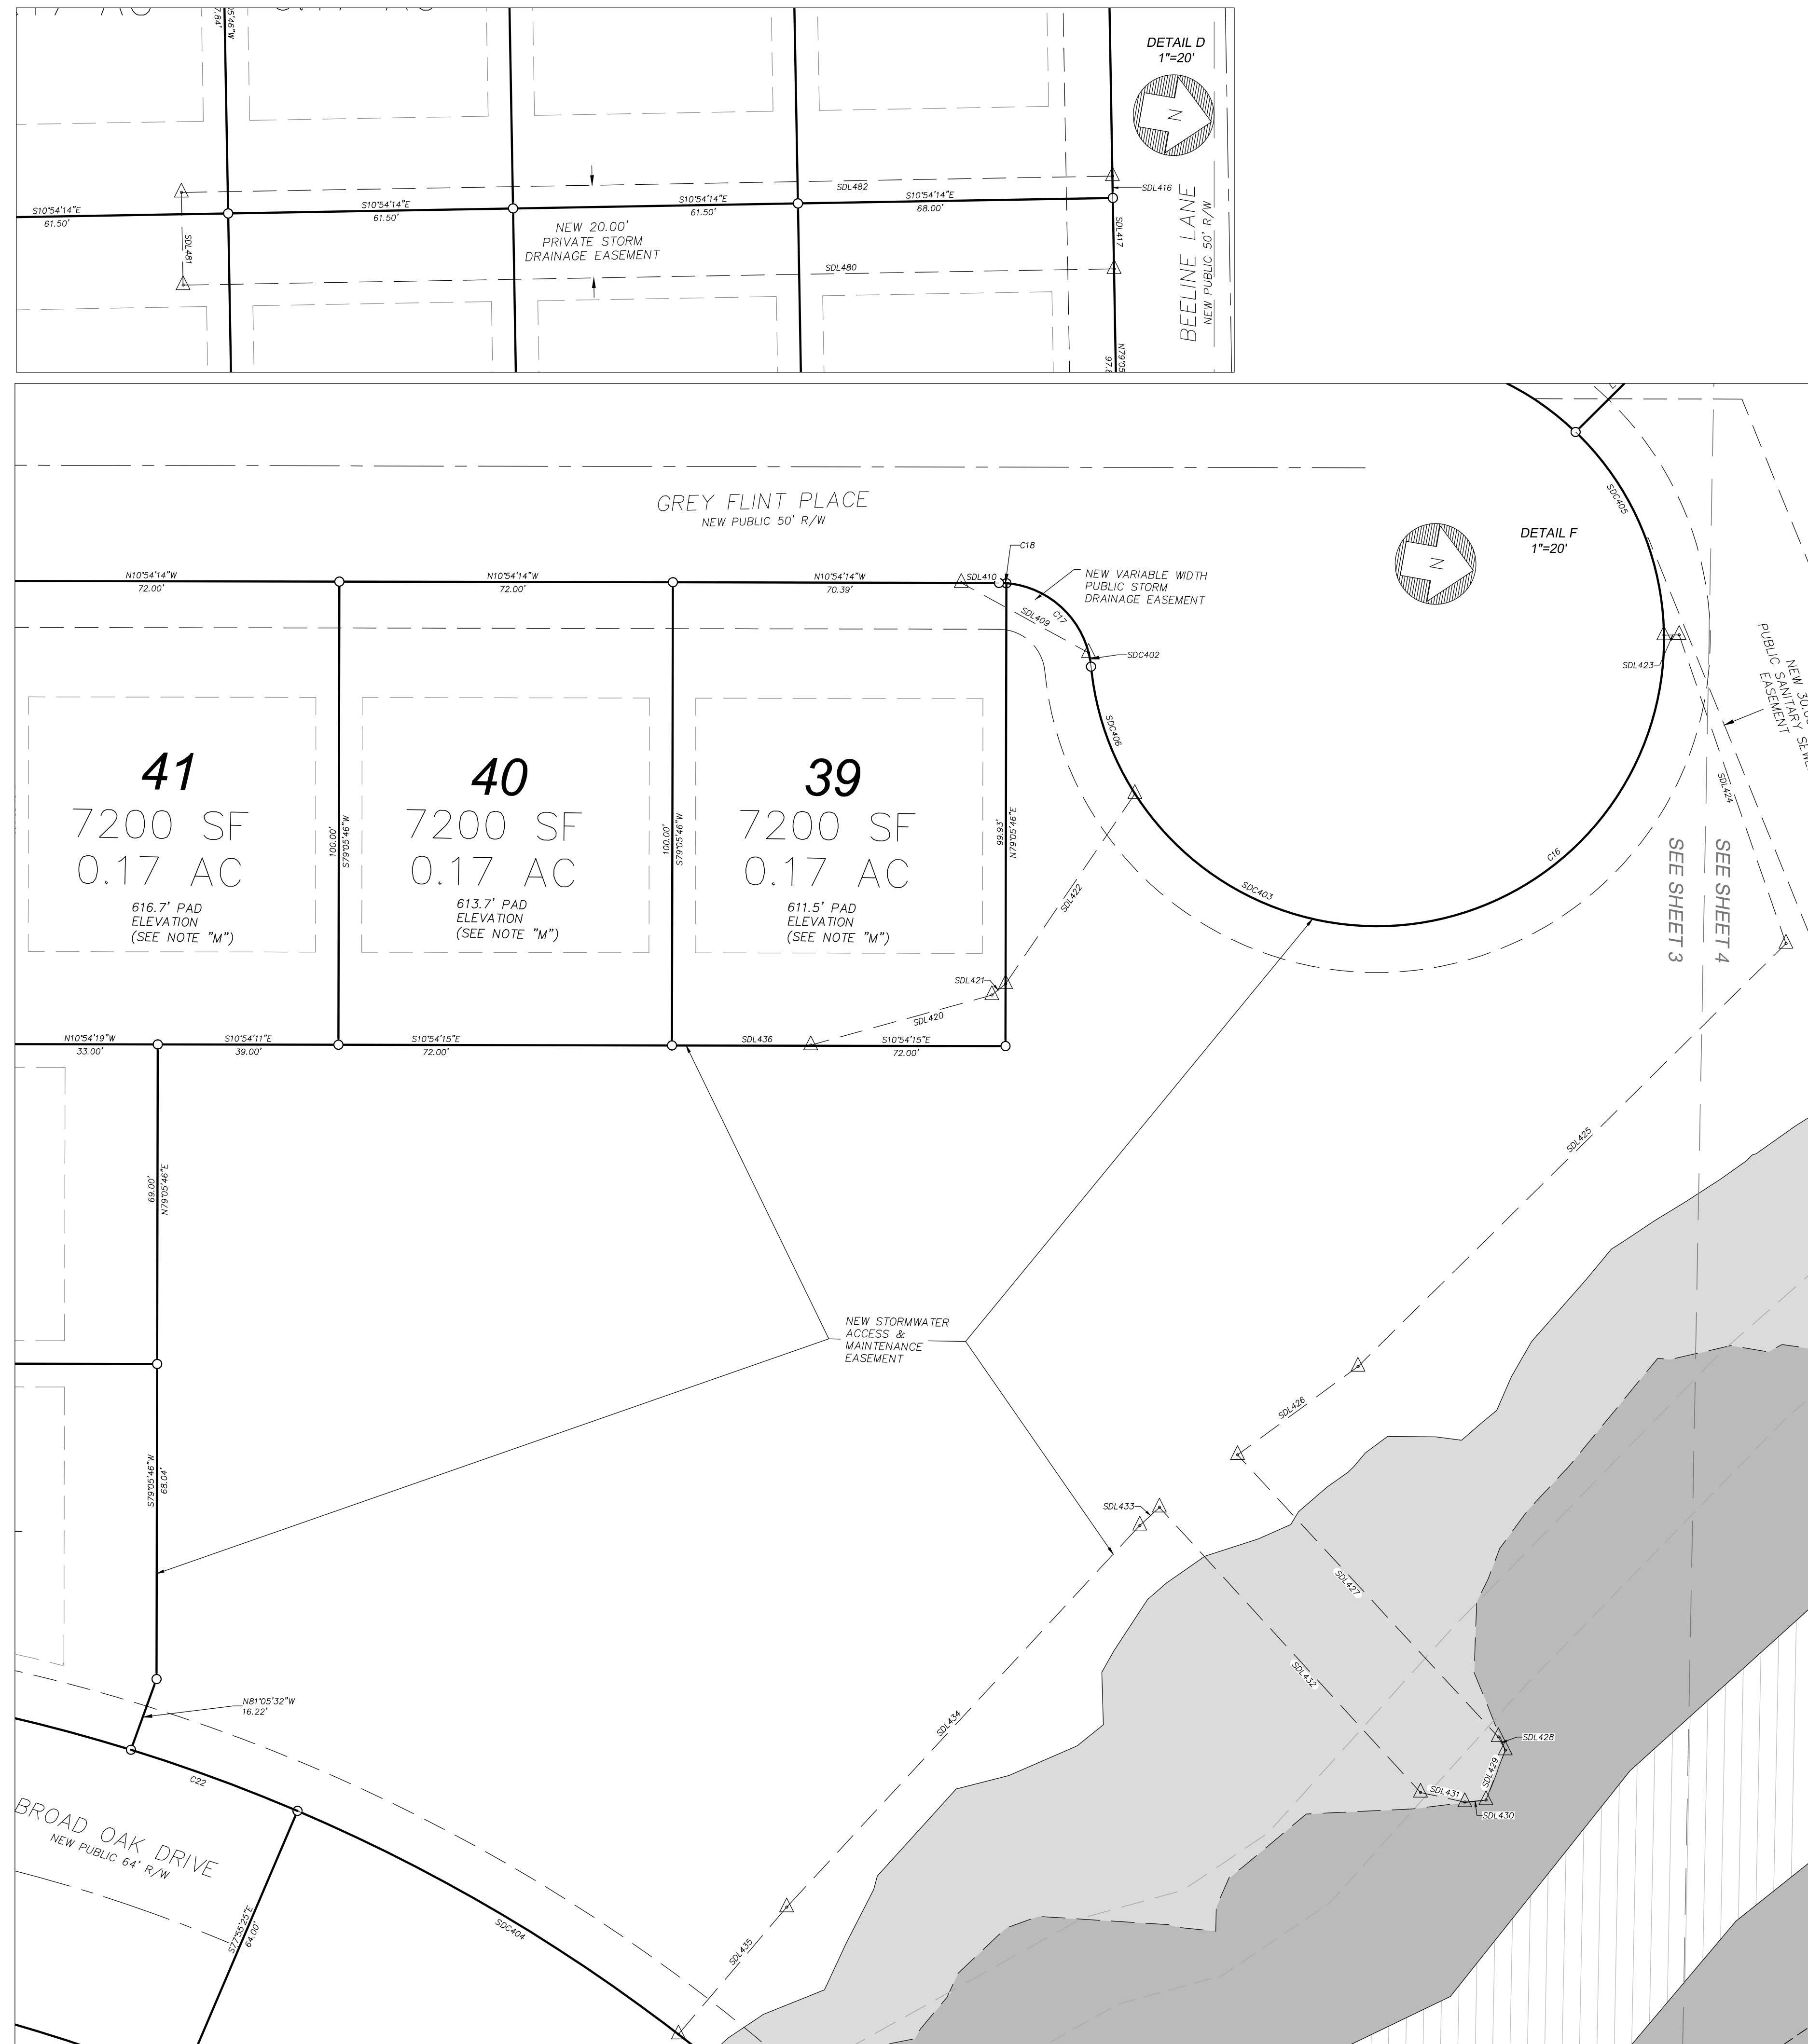 DETAIL D
1"=20'
N
S10°54'14"E
61.50'
S10°54'14"E
61.50'
S10°54'14"E
61.50'
S10°54'14"E
68.00'
SDL482
SDL416
SDL417
SDL481
SDL480
NEW 20.00'
PRIVATE STORM
DRAINAGE EASEMENT
BEELINE LANE
NEW PUBLIC 50' R/W
GREY FLINT PLACE
NEW PUBLIC 50' R/W
DETAIL F
1"=20'
N
SDC405
C18
N10°54'14"W
72.00'
N10°54'14"W
72.00'
N10°54'14"W
70.39'
SDL410
SDL409
C17
NEW VARIABLE WIDTH
PUBLIC STORM
DRAINAGE EASEMENT
SDC402
SDC406
SDL423
PUBLIC SANITARY
EASEMENT
SDL424
41
7200 SF
0.17 AC
616.7' PAD
ELEVATION
(SEE NOTE "M")
100.00'
S79°05'46"W
40
7200 SF
0.17 AC
613.7' PAD
ELEVATION
(SEE NOTE "M")
100.00'
S79°05'46"W
39
7200 SF
0.17 AC
611.5' PAD
ELEVATION
(SEE NOTE "M")
99.63'
N79°05'46"E
SDL422
SDC403
C16
SEE SHEET 3
SEE SHEET 4
SDL421
SDL420
N10°54'19"W
33.00'
S10°54'11"E
39.00'
S10°54'15"E
72.00'
SDL436
S10°54'15"E
72.00'
SDL425
69.00'
N79°05'46"E
NEW STORMWATER
ACCESS &
MAINTENANCE
EASEMENT
SDL426
S79°05'46"W
68.04'
SDL433
SDL427
SDL432
N81°05'32"W
16.22'
SDL434
SDL428
SDL429
SDL431
SDL430
C22
BROAD OAK DRIVE
NEW PUBLIC 64' R/W
S77°55'25"E
64.00'
SDC404
SDL435